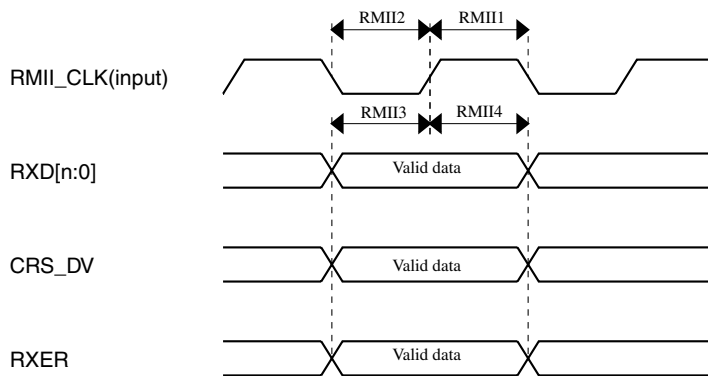 RMII2 RMII1
RMII_CLK(input)
RMII3 RMII4
RXD[n:0] Valid data
CRS_DV Valid data
RXER Valid data